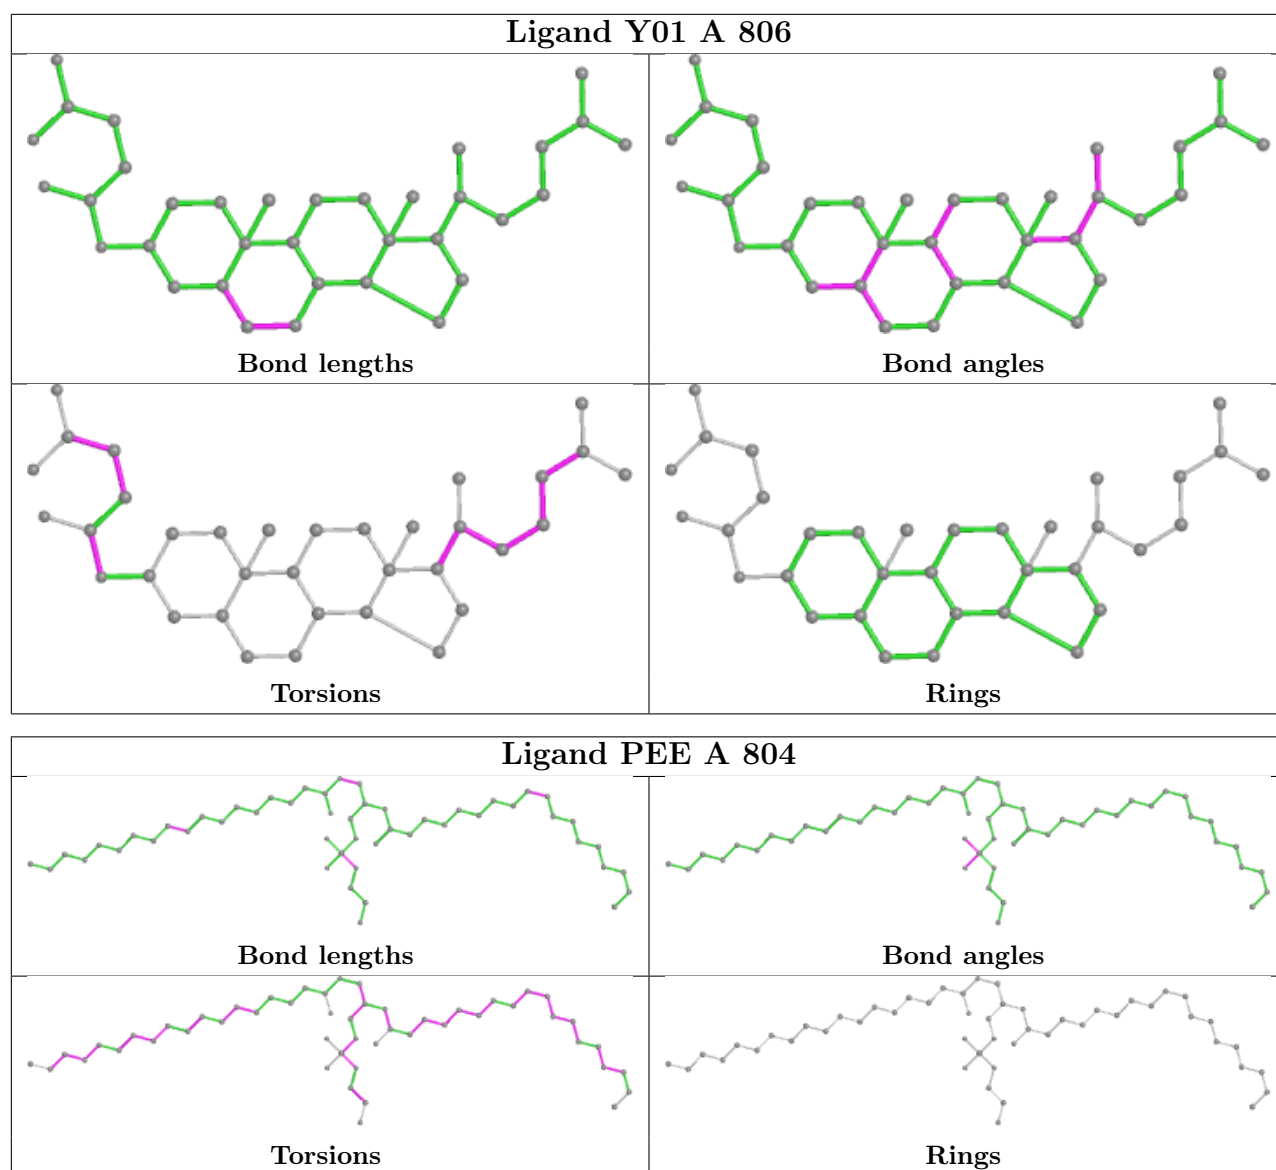 Ligand Y01 A 806
Bond lengths
Bond angles
Torsions
Rings
Ligand PEE A 804
Bond lengths
Bond angles
Torsions
Rings